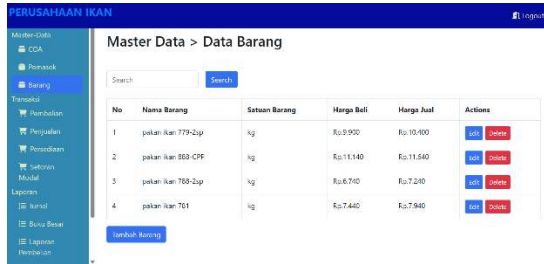 PERUSAHAAN IKAN
Logout
Master-Data
COA
Pemasok
Barang
Transaksi
Pembelian
Penjualan
Persediaan
Setoran
Modal
Laporan
Jurnal
Buku Besar
Laporan
Pembelian
Master Data > Data Barang
Search Search
No Nama Barang Satuan Barang Harga Beli Harga Jual Actions
1 pakan ikan 779-2sp kg Rp.9.900 Rp.10.400 Edit Delete
2 pakan ikan 888-CPF kg Rp.11.140 Rp.11.640 Edit Delete
3 pakan ikan 788-2sp kg Rp.6.740 Rp.7.240 Edit Delete
4 pakan ikan 781 kg Rp.7.440 Rp.7.940 Edit Delete
Tambah Barang